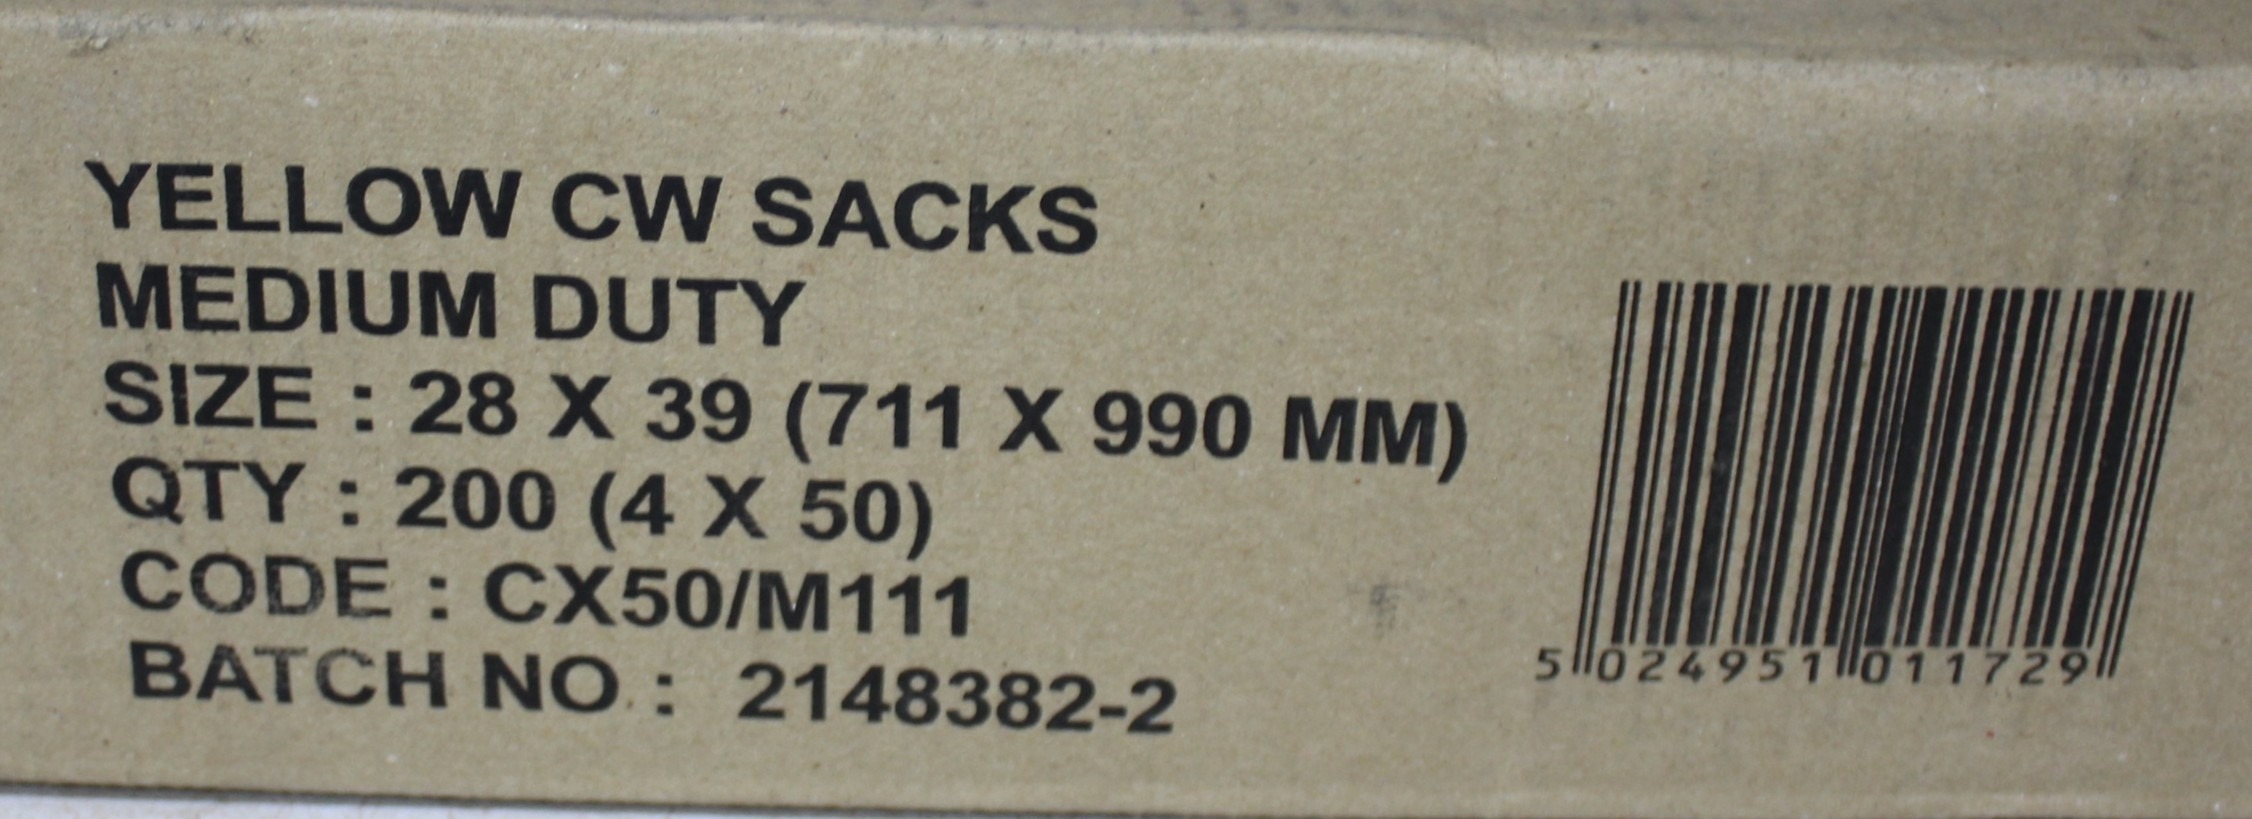 YELLOW CW SACKS
MEDIUM DUTY
SIZE : 28 X 39 (711 X 990 MM)
QTY : 200 (4 X 50)
CODE : CX50/M111
BATCH NO : 2148382-2
5 024951 011729